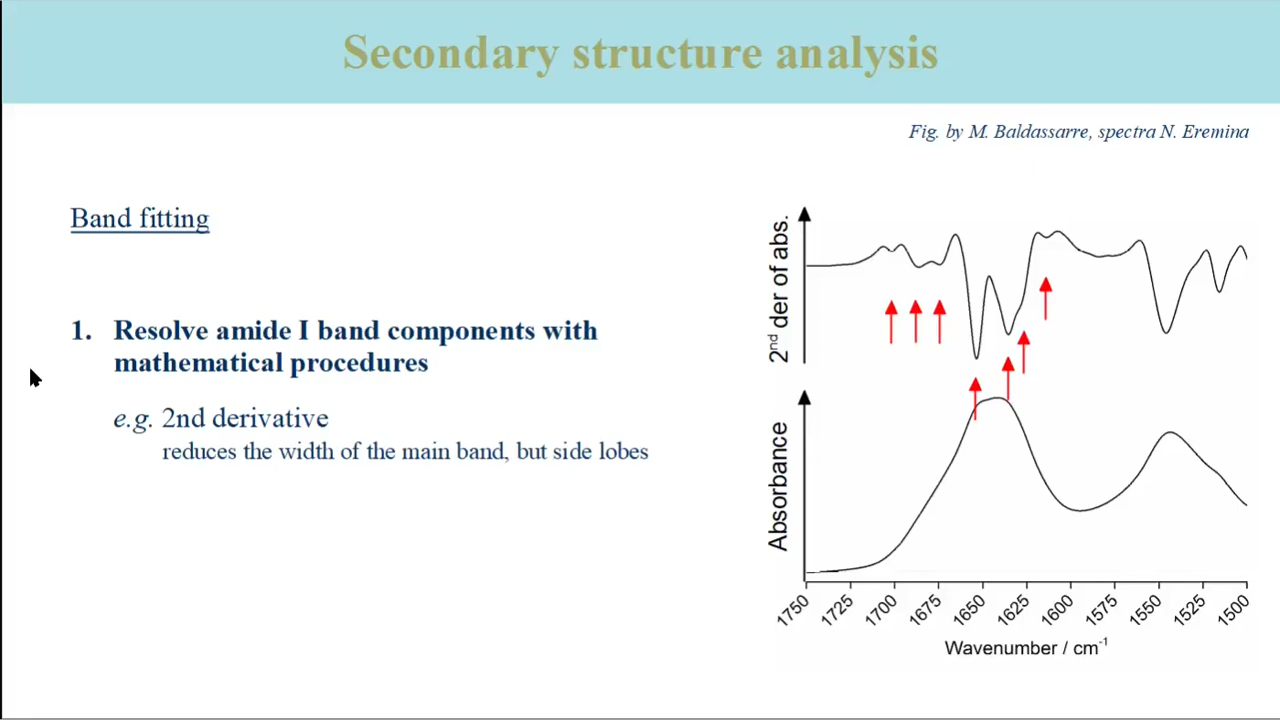 Secondary structure analysis
Fig. by M. Baldassarre, spectra N. Eremina
Band fitting
1. Resolve amide I band components with
mathematical procedures
e.g. 2nd derivative
reduces the width of the main band, but side lobes
2nd der of abs.
Absorbance
1750 1725 1700 1675 1650 1625 1600 1575 1550 1525 1500
Wavenumber / cm-1